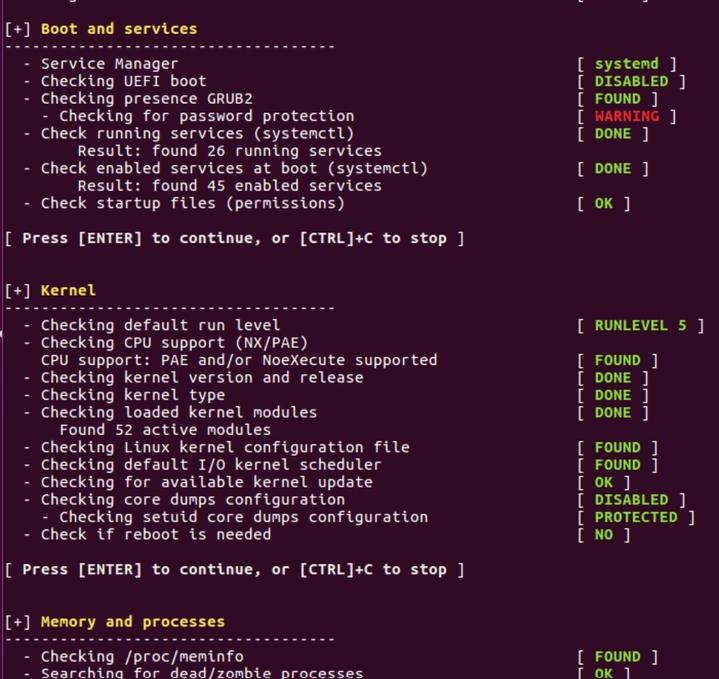 [+] Boot and services
------------------------------------
- Service Manager [ systemd ]
- Checking UEFI boot [ DISABLED ]
- Checking presence GRUB2 [ FOUND ]
- Checking for password protection [ WARNING ]
- Check running services (systemctl) [ DONE ]
Result: found 26 running services
- Check enabled services at boot (systemctl) [ DONE ]
Result: found 45 enabled services
- Check startup files (permissions) [ OK ]
[ Press [ENTER] to continue, or [CTRL]+C to stop ]
[+] Kernel
------------------------------------
- Checking default run level [ RUNLEVEL 5 ]
- Checking CPU support (NX/PAE)
CPU support: PAE and/or NoeXecute supported [ FOUND ]
- Checking kernel version and release [ DONE ]
- Checking kernel type [ DONE ]
- Checking loaded kernel modules [ DONE ]
Found 52 active modules
- Checking Linux kernel configuration file [ FOUND ]
- Checking default I/O kernel scheduler [ FOUND ]
- Checking for available kernel update [ OK ]
- Checking core dumps configuration [ DISABLED ]
- Checking setuid core dumps configuration [ PROTECTED ]
- Check if reboot is needed [ NO ]
[ Press [ENTER] to continue, or [CTRL]+C to stop ]
[+] Memory and processes
------------------------------------
- Checking /proc/meminfo [ FOUND ]
- Searching for dead/zombie processes [ OK ]